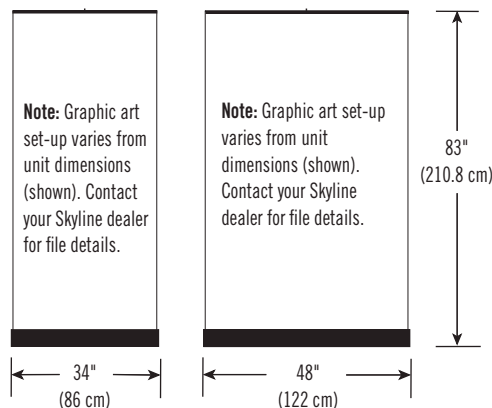 Note: Graphic art
set-up varies from
unit dimensions
(shown). Contact
your Skyline dealer
for file details.
Note: Graphic art set-up
varies from unit
dimensions (shown).
Contact your Skyline
dealer for file details.
83"
(210.8 cm)
34"
(86 cm)
48"
(122 cm)